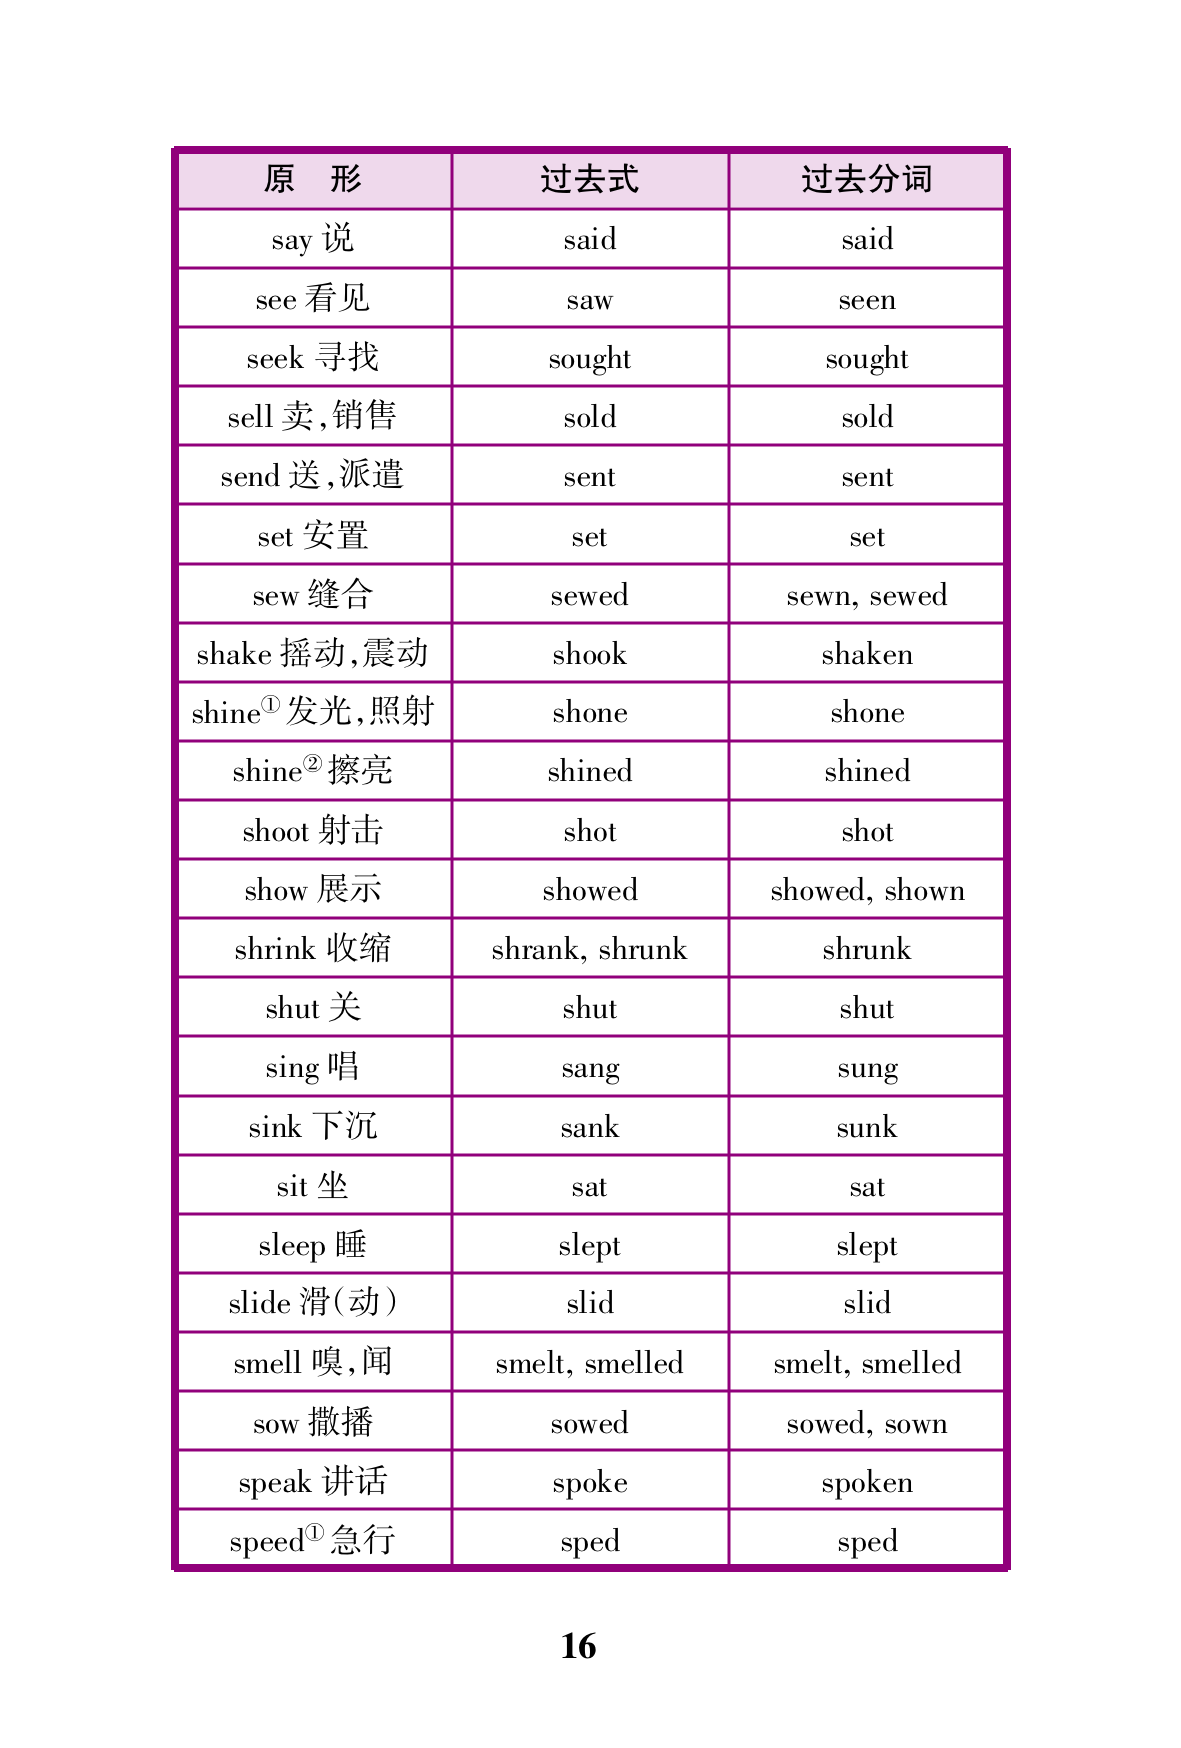 原 形 过去式 过去分词
say 说 said said
see 看见 saw seen
seek 寻找 sought sought
sell 卖,销售 sold sold
send 送,派遣 sent sent
set 安置 set set
sew 缝合 sewed sewn, sewed
shake 摇动,震动 shook shaken
shine① 发光,照射 shone shone
shine② 擦亮 shined shined
shoot 射击 shot shot
show 展示 showed showed, shown
shrink 收缩 shrank, shrunk shrunk
shut 关 shut shut
sing 唱 sang sung
sink 下沉 sank sunk
sit 坐 sat sat
sleep 睡 slept slept
slide 滑(动) slid slid
smell 嗅,闻 smelt, smelled smelt, smelled
sow 撒播 sowed sowed, sown
speak 讲话 spoke spoken
speed① 急行 sped sped
16